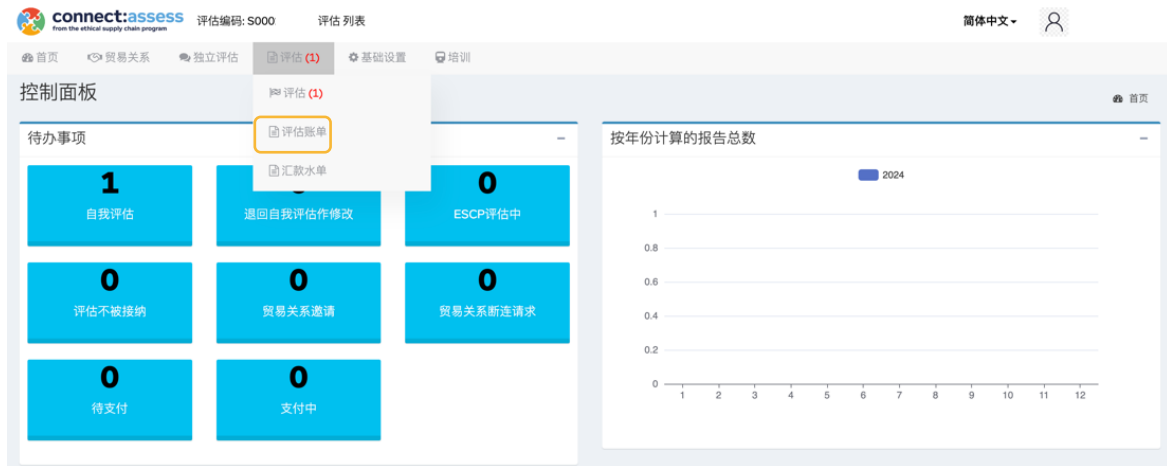 connect:assess
from the ethical supply chain program
评估编码: S000 评估 列表 简体中文
首页 贸易关系 独立评估 评估 (1) 基础设置 培训
控制面板
首页
评估 (1)
评估账单
汇款水单
待办事项
1
自我评估
退回自我评估作修改
0
ESCP评估中
0
评估不被接纳
0
贸易关系邀请
0
贸易关系断连请求
0
待支付
0
支付中
按年份计算的报告总数
2024
1
0.8
0.6
0.4
0.2
0
1 2 3 4 5 6 7 8 9 10 11 12